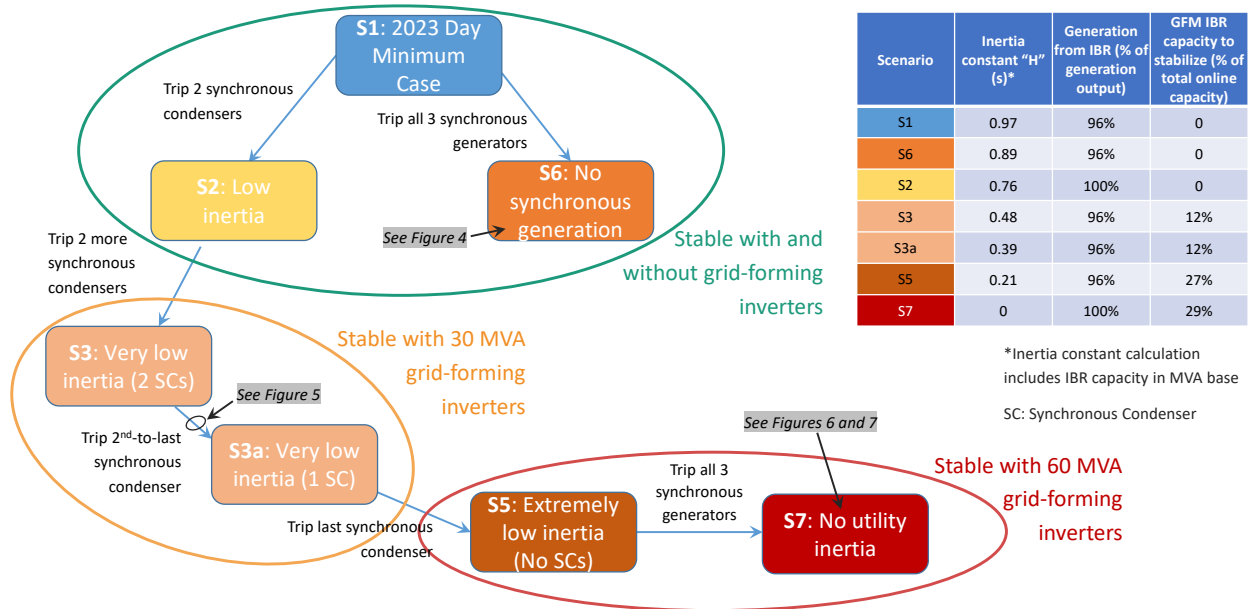 S1: 2023 Day
Minimum
Case
Trip 2 synchronous
condensers
Trip all 3 synchronous
generators
S2: Low
inertia
S6: No
synchronous
generation
See Figure 4
Stable with and
without grid-forming
inverters
Trip 2 more
synchronous
condensers
S3: Very low
inertia (2 SCs)
Stable with 30 MVA
grid-forming
inverters
See Figure 5
Trip 2nd-to-last
synchronous
condenser
S3a: Very low
inertia (1 SC)
Trip last synchronous
condenser
S5: Extremely
low inertia
(No SCs)
Trip all 3
synchronous
generators
See Figures 6 and 7
S7: No utility
inertia
Stable with 60 MVA
grid-forming
inverters
Scenario
Inertia
constant “H”
(s)*
Generation
from IBR (% of
generation
output)
GFM IBR
capacity to
stabilize (% of
total online
capacity)
S1 0.97 96% 0
S6 0.89 96% 0
S2 0.76 100% 0
S3 0.48 96% 12%
S3a 0.39 96% 12%
S5 0.21 96% 27%
S7 0 100% 29%
*Inertia constant calculation
includes IBR capacity in MVA base
SC: Synchronous Condenser